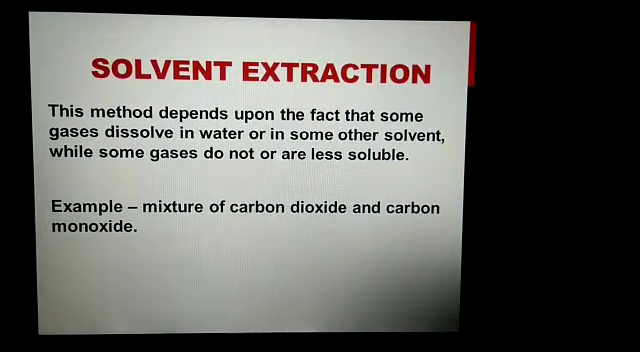 SOLVENT EXTRACTION
This method depends upon the fact that some
gases dissolve in water or in some other solvent,
while some gases do not or are less soluble.
Example – mixture of carbon dioxide and carbon
monoxide.